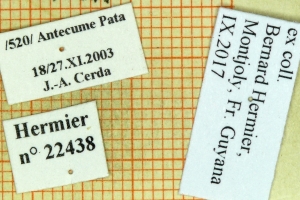 /520/ Antecume Pata
18/27.XI.2003
J.-A. Cerda
Hermier
n° 22438
ex coll.
Bernard Hermier,
Montjoly, Fr. Guyana
IX.2017